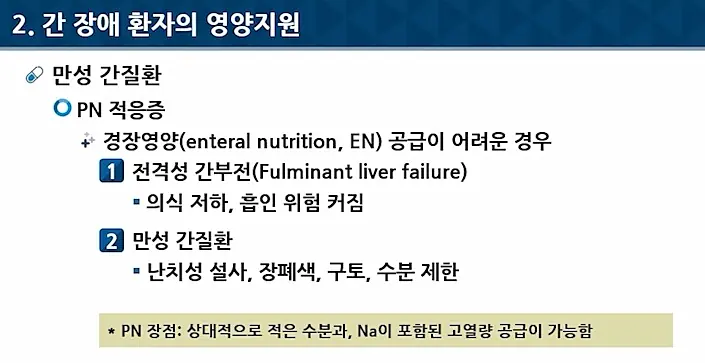 2. 간 장애 환자의 영양지원
만성 간질환
PN 적응증
경장영양(enteral nutrition, EN) 공급이 어려운 경우
1 전격성 간부전(Fulminant liver failure)
▪ 의식 저하, 흡인 위험 커짐
2 만성 간질환
▪ 난치성 설사, 장폐색, 구토, 수분 제한
* PN 장점: 상대적으로 적은 수분과, Na이 포함된 고열량 공급이 가능함